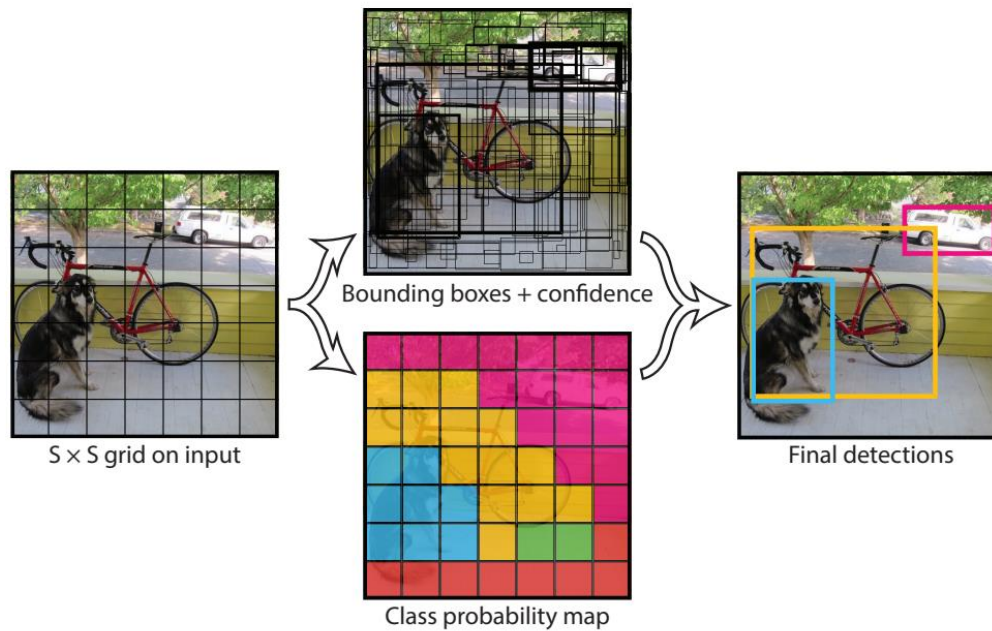 Bounding boxes + confidence
S × S grid on input
Final detections
Class probability map